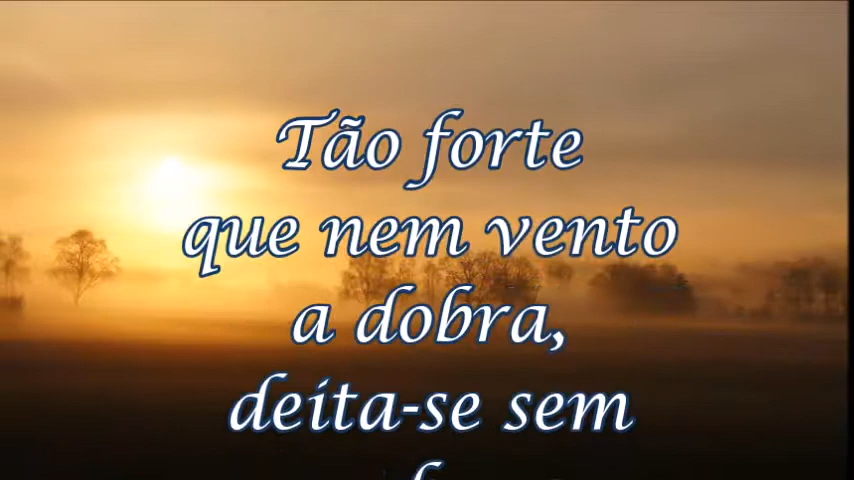 Tão forte
que nem vento
a dobra,
deita-se sem